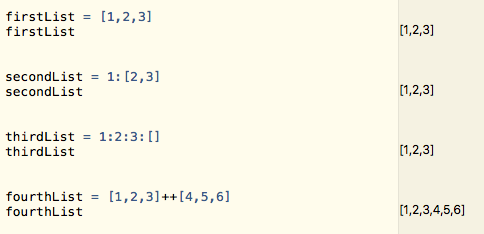 firstList = [1,2,3]
firstList
[1,2,3]
secondList = 1:[2,3]
secondList
[1,2,3]
thirdList = 1:2:3:[]
thirdList
[1,2,3]
fourthList = [1,2,3]++[4,5,6]
fourthList
[1,2,3,4,5,6]